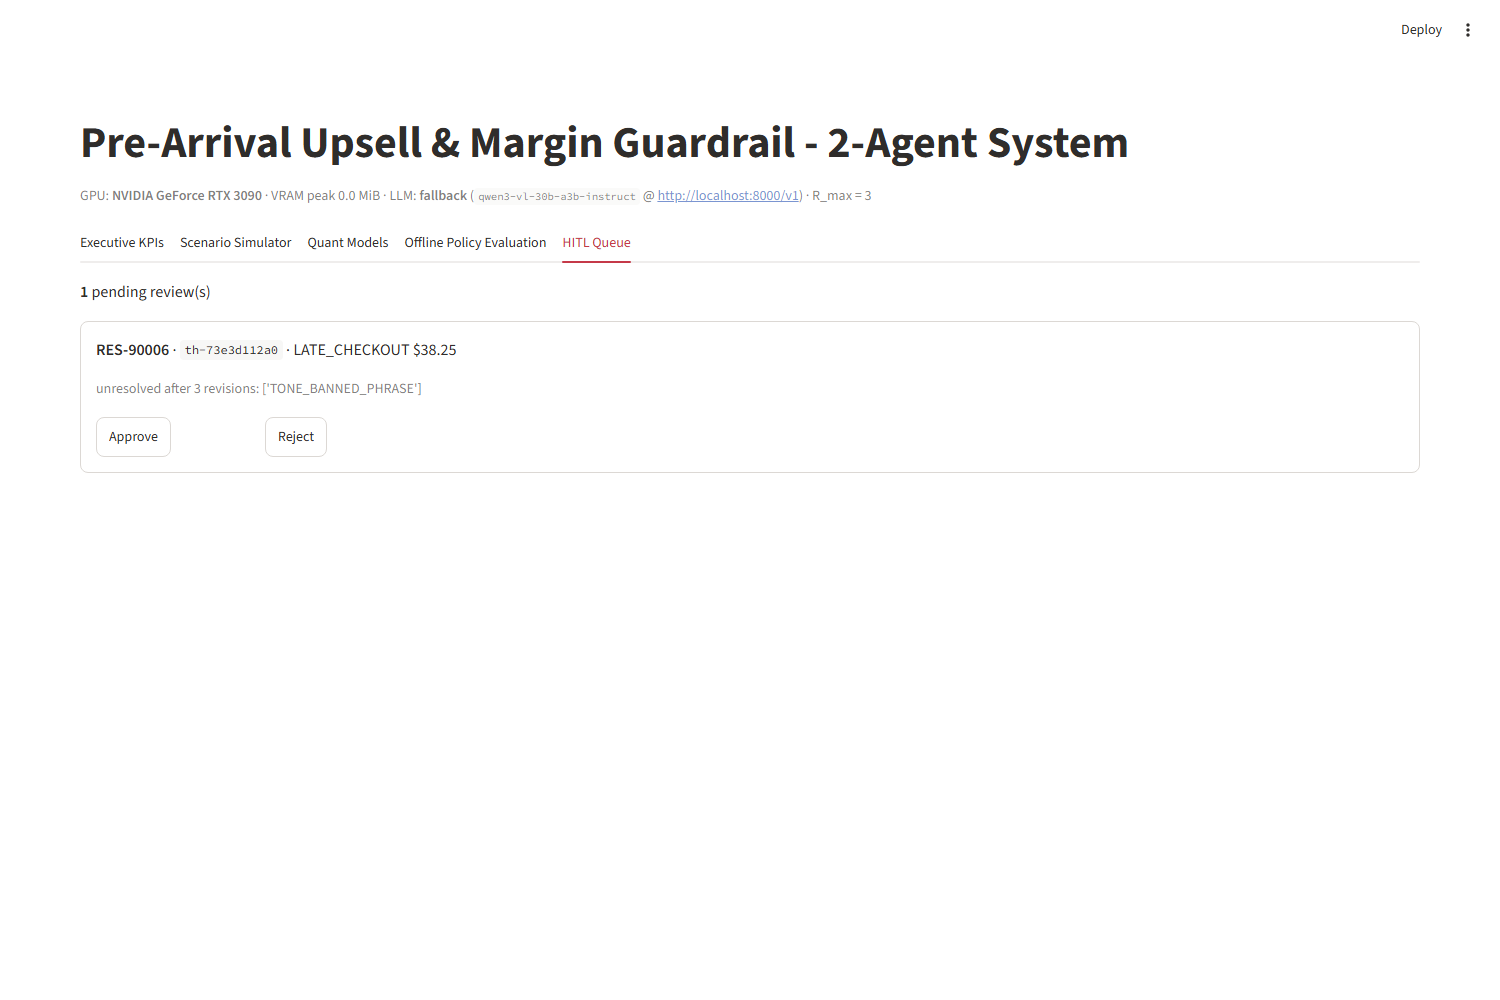 Deploy
Pre-Arrival Upsell & Margin Guardrail - 2-Agent System
GPU: NVIDIA GeForce RTX 3090 · VRAM peak 0.0 MiB · LLM: fallback ( qwen3-vl-30b-a3b-instruct @ http://localhost:8000/v1) · R_max = 3
Executive KPIs Scenario Simulator Quant Models Offline Policy Evaluation HITL Queue
1 pending review(s)
RES-90006 · th-73e3d112a0 · LATE_CHECKOUT $38.25
unresolved after 3 revisions: ['TONE_BANNED_PHRASE']
Approve Reject